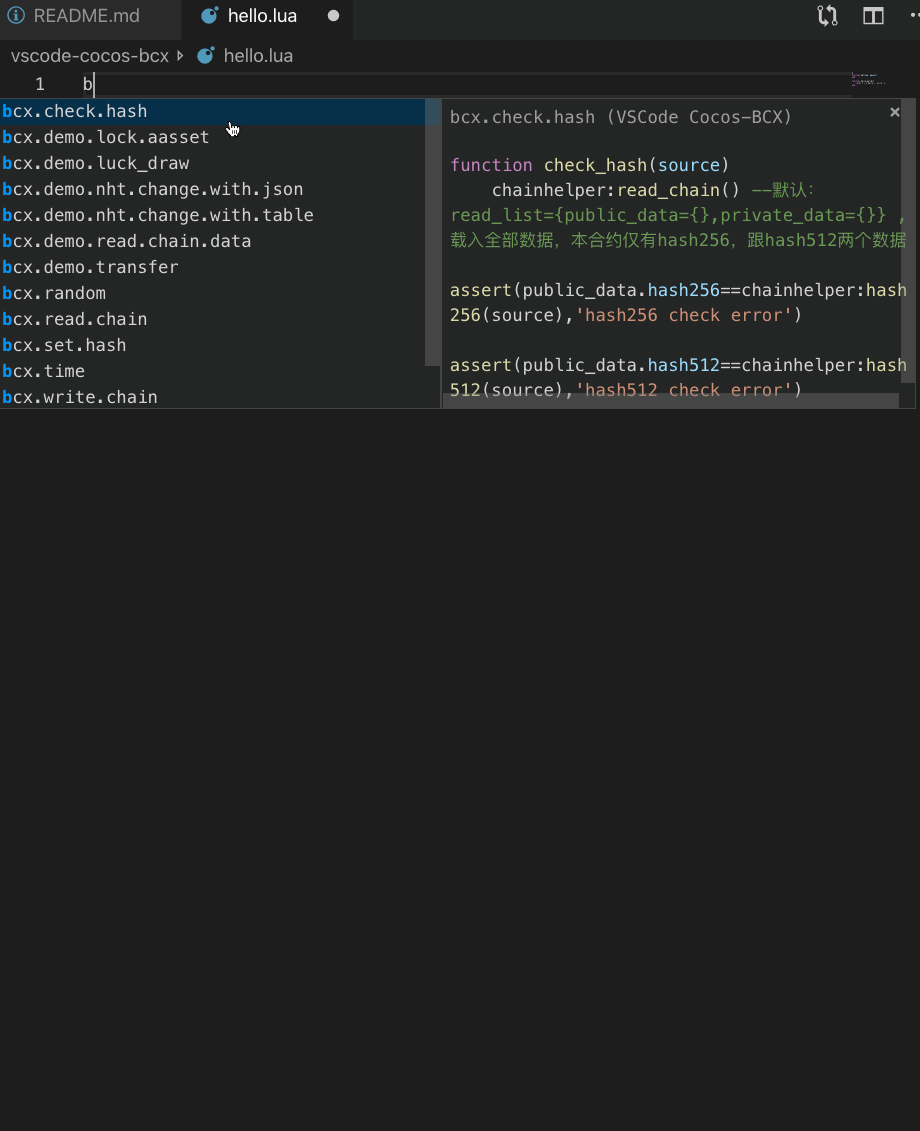 README.md
hello.lua
vscode-cocos-bcx
hello.lua
1
b
bcx.check.hash
bcx.demo.lock.aasset
bcx.demo.luck_draw
bcx.demo.nht.change.with.json
bcx.demo.nht.change.with.table
bcx.demo.read.chain.data
bcx.demo.transfer
bcx.random
bcx.read.chain
bcx.set.hash
bcx.time
bcx.write.chain
bcx.check.hash (VSCode Cocos-BCX)
function check_hash(source)
chainhelper:read_chain() --默认:
read_list={public_data={},private_data={}} ,
载入全部数据，本合约仅有hash256，跟hash512两个数据
assert(public_data.hash256==chainhelper:hash
256(source),'hash256 check error')
assert(public_data.hash512==chainhelper:hash
512(source),'hash512 check error')